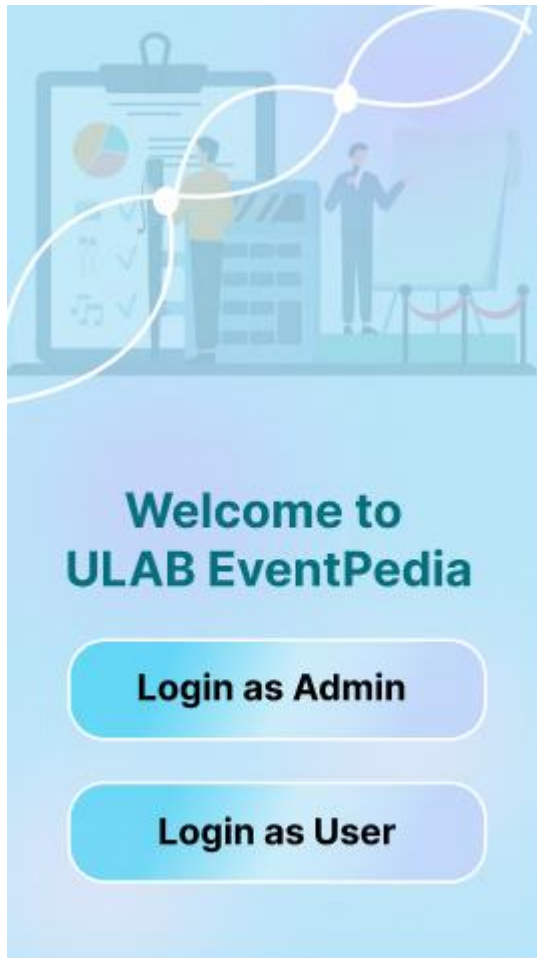 Welcome to
ULAB EventPedia
Login as Admin
Login as User